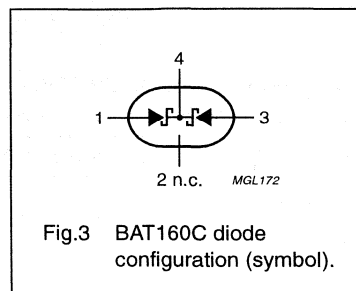 4
1 3
2 n.c. MGL172
Fig.3 BAT160C diode
configuration (symbol).